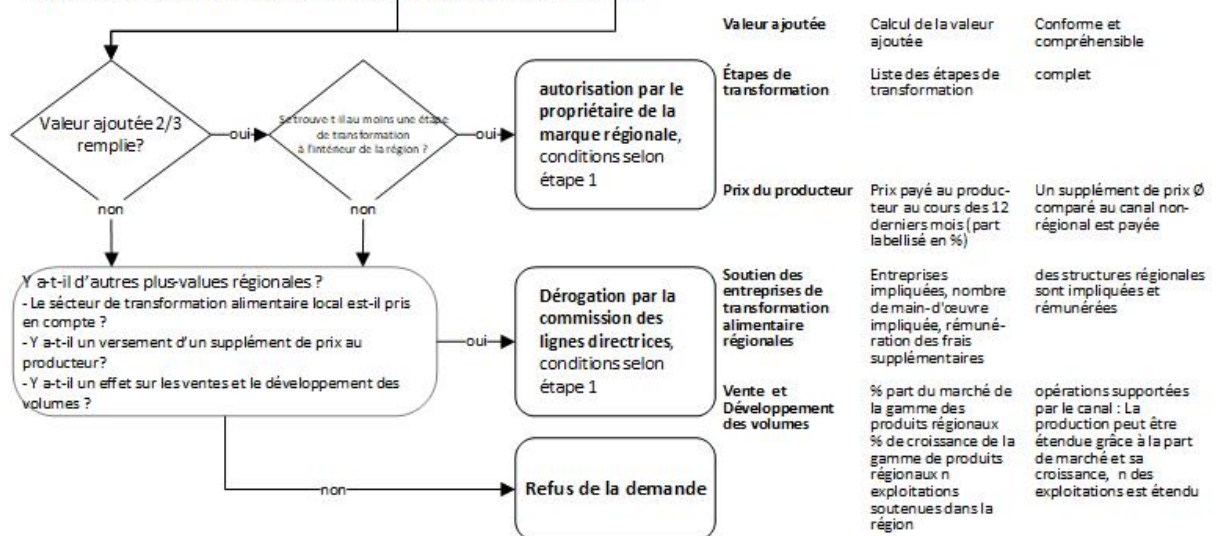 Valeur ajoutée 2/3
remplie?
oui
Se trouve t il au moins une étape
de transformation
à l'intérieur de la région ?
oui
autorisation par le
propriétaire de la
marque régionale,
conditions selon
étape 1
non
non
Y a-t-il d'autres plus-values régionales ?
- Le sécteur de transformation alimentaire local est-il pris
en compte ?
- Y a-t-il un versement d'un supplément de prix au
producteur?
- Y a-t-il un effet sur les ventes et le développement des
volumes ?
oui
Dérogation par la
commission des
lignes directrices,
conditions selon
étape 1
non
Refus de la demande
Valeur ajoutée
Calcul de la valeur
ajoutée
Conforme et
compréhensible
Étapes de
transformation
Liste des étapes de
transformation
complet
Prix du producteur
Prix payé au produc-
teur au cours des 12
derniers mois (part
labellisé en %)
Un supplément de prix Ø
comparé au canal non-
régional est payée
Soutien des
entreprises de
transformation
alimentaire
régionales
Entreprises
impliquées, nombre
de main-d'œuvre
impliquée, rémuné-
ration des frais
supplémentaires
des structures régionales
sont impliquées et
rémunérées
Vente et
Développement
des volumes
% part du marché de
la gamme des
produits régionaux
% de croissance de la
gamme de produits
régionaux n
exploitations
soutenues dans la
région
opérations supportées
par le canal : La
production peut être
étendue grâce à la part
de marché et sa
croissance, n des
exploitations est étendu